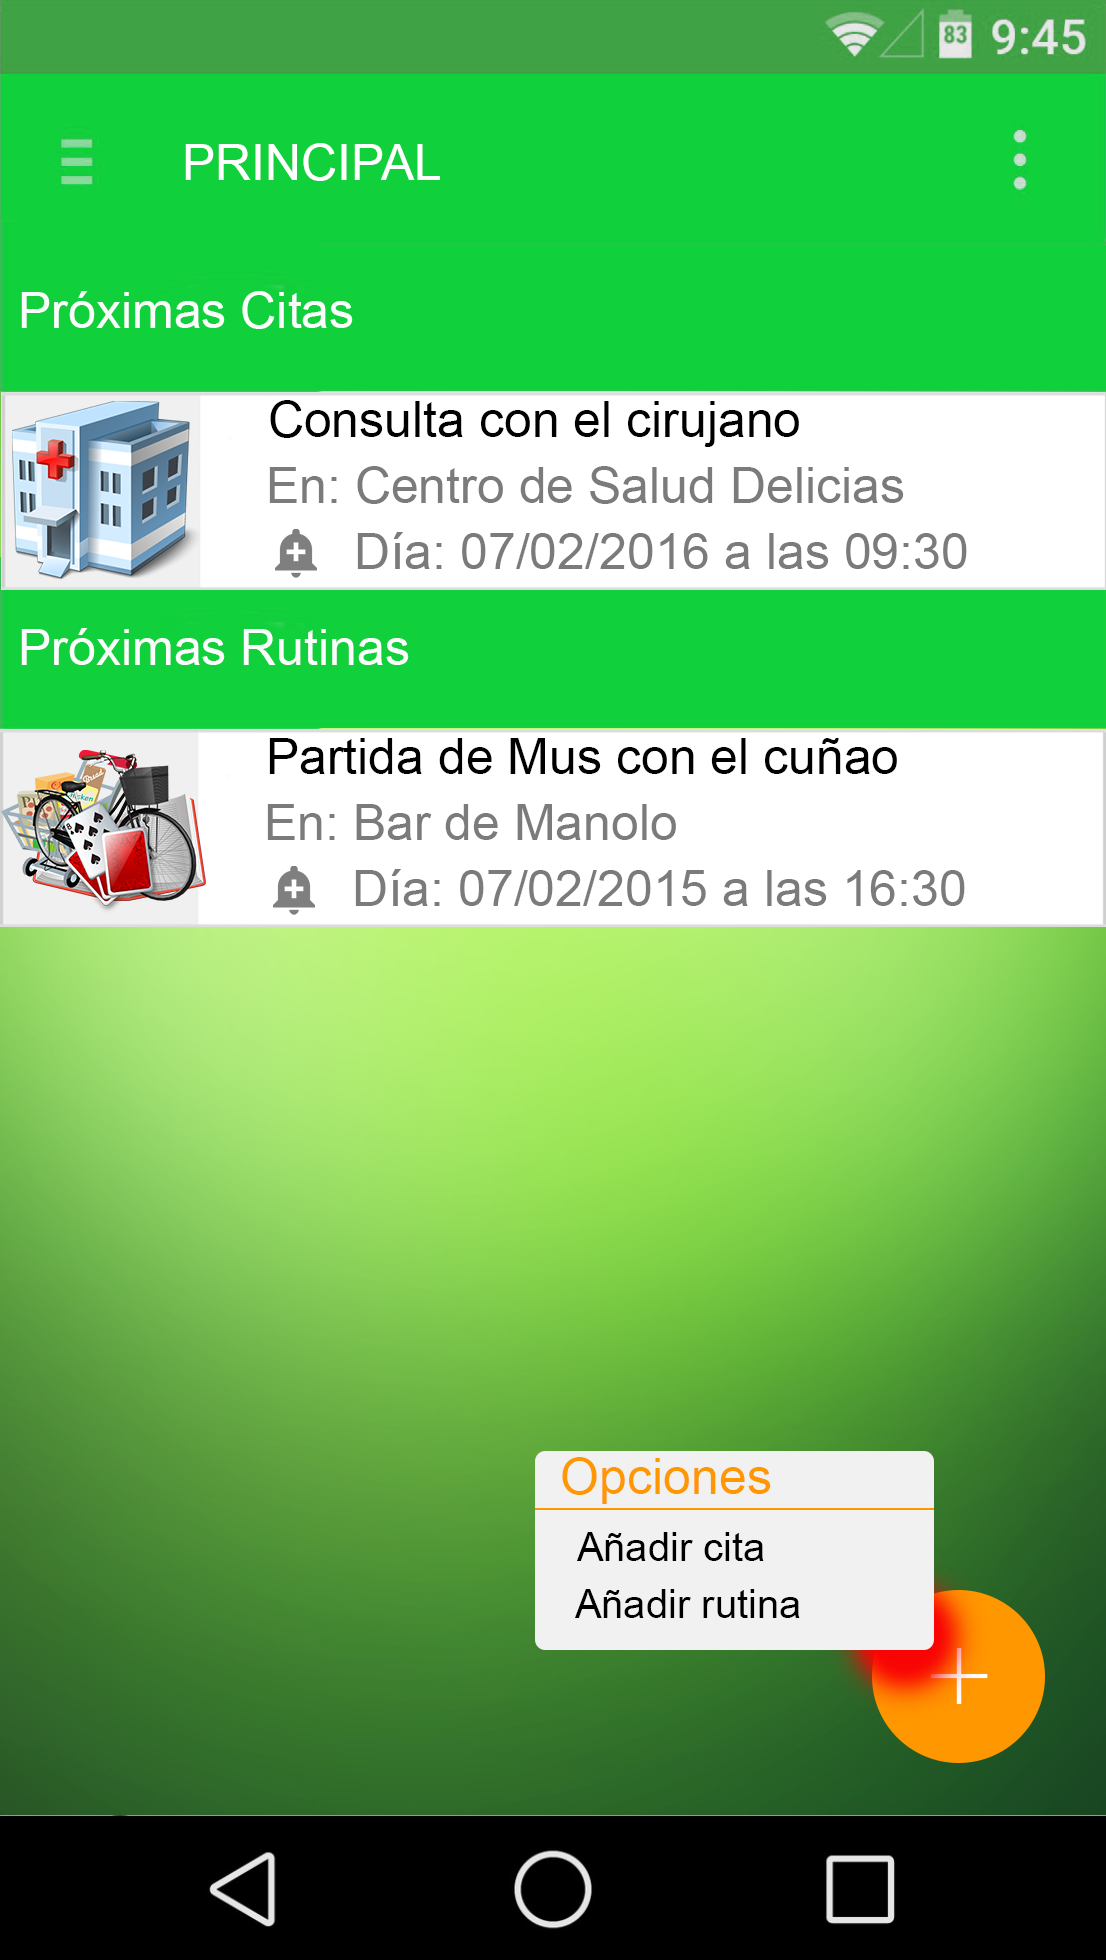 83 9:45
PRINCIPAL
Próximas Citas
Consulta con el cirujano
En: Centro de Salud Delicias
Día: 07/02/2016 a las 09:30
Próximas Rutinas
Partida de Mus con el cuñao
En: Bar de Manolo
Día: 07/02/2015 a las 16:30
Opciones
Añadir cita
Añadir rutina